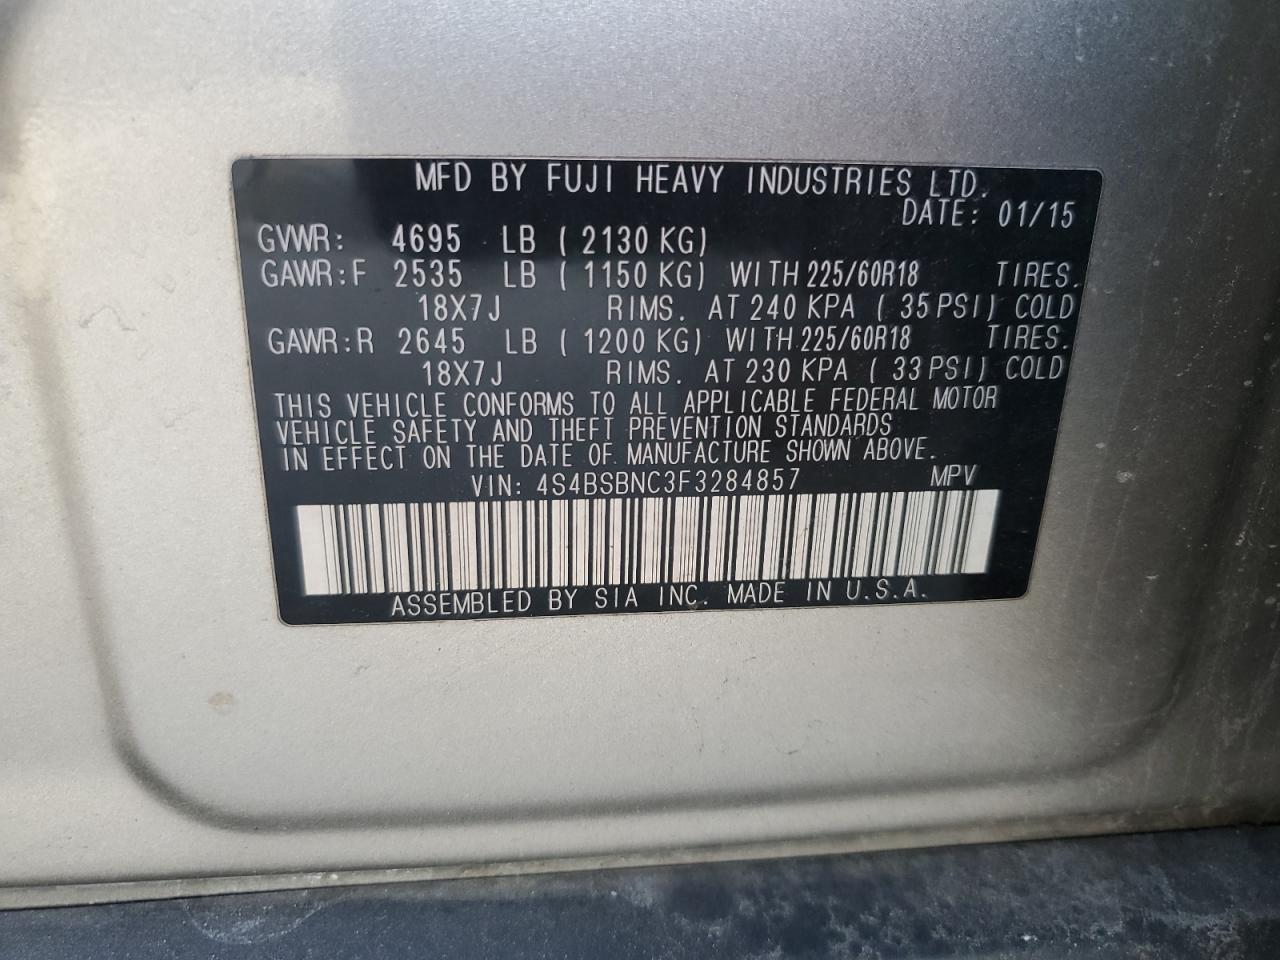 MFD BY FUJI HEAVY INDUSTRIES LTD.
DATE: 01/15
GVWR: 4695 LB ( 2130 KG)
GAWR:F 2535 LB ( 1150 KG) WITH 225/60R18 TIRES.
18X7J RIMS. AT 240 KPA ( 35 PSI) COLD
GAWR:R 2645 LB ( 1200 KG) WITH 225/60R18 TIRES.
18X7J RIMS. AT 230 KPA ( 33 PSI) COLD
THIS VEHICLE CONFORMS TO ALL APPLICABLE FEDERAL MOTOR
VEHICLE SAFETY AND THEFT PREVENTION STANDARDS
IN EFFECT ON THE DATE OF MANUFACTURE SHOWN ABOVE.
VIN: 4S4BSBNC3F3284857 MPV
ASSEMBLED BY SIA INC. MADE IN U.S.A.